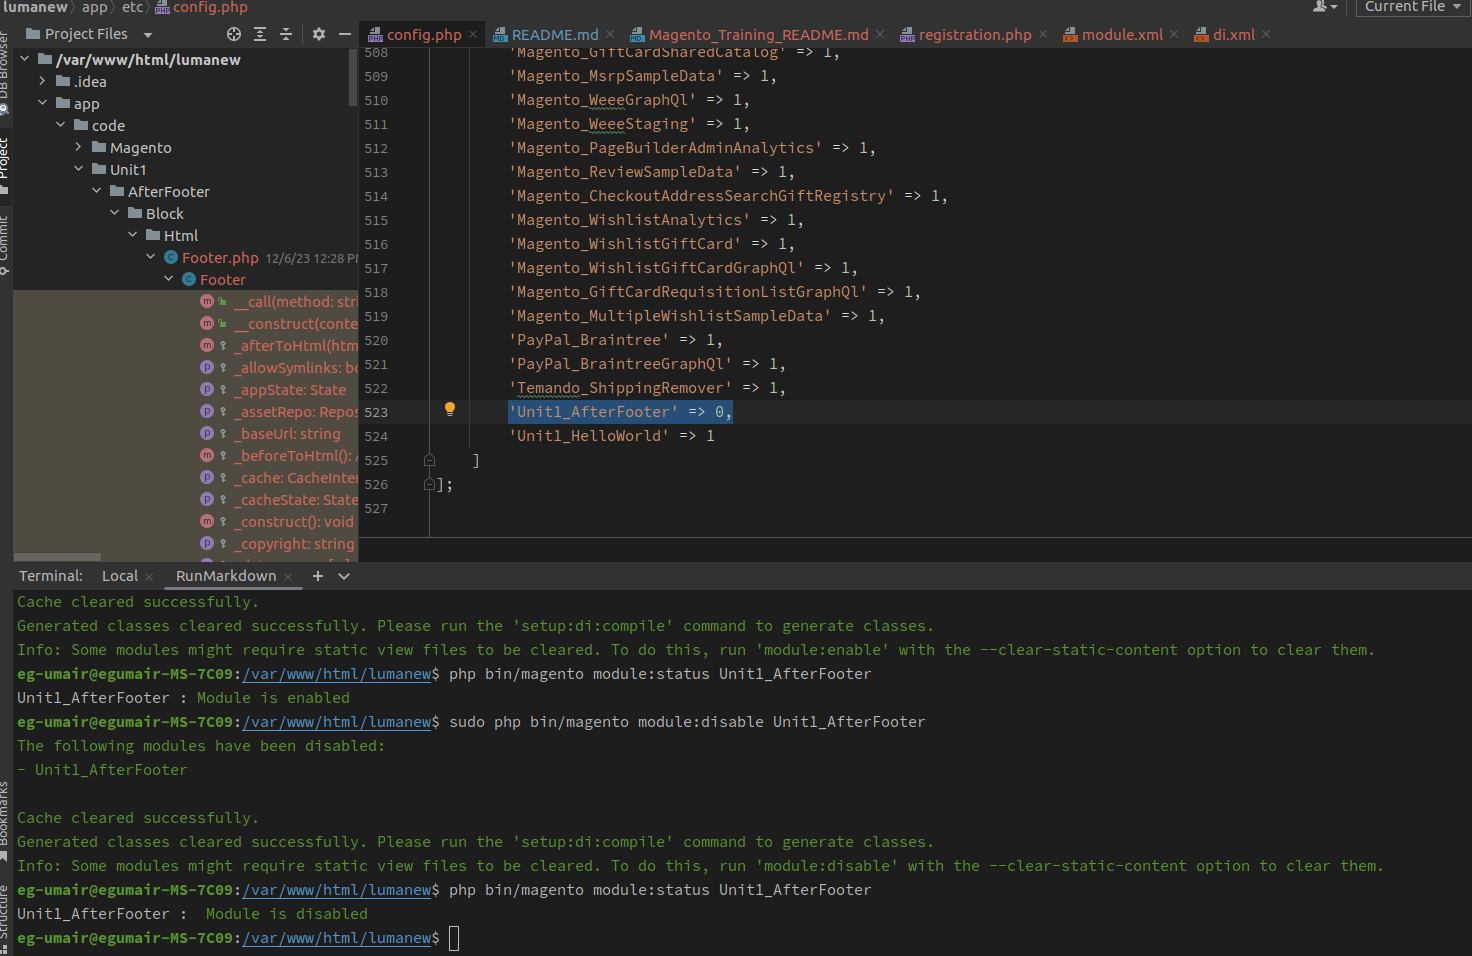 lumanew app etc config.php
Current File
Project Files
config.php README.md Magento_Training_README.md registration.php module.xml di.xml
DB Browser
Project
Commit
Bookmarks
Structure
/var/www/html/lumanew
.idea
app
code
Magento
Unit1
AfterFooter
Block
Html
Footer.php 12/6/23 12:28
Footer
__call(method: stri
__construct(conte
_afterToHtml(htm
_allowSymlinks: bo
_appState: State
_assetRepo: Repos
_baseUrl: string
_beforeToHtml():
_cache: CacheInter
_cacheState: State
_construct(): void
_copyright: string
508 'Magento_GiftCardSharedCatalog' => 1,
509 'Magento_MsrpSampleData' => 1,
510 'Magento_WeeeGraphQl' => 1,
511 'Magento_WeeeStaging' => 1,
512 'Magento_PageBuilderAdminAnalytics' => 1,
513 'Magento_ReviewSampleData' => 1,
514 'Magento_CheckoutAddressSearchGiftRegistry' => 1,
515 'Magento_WishlistAnalytics' => 1,
516 'Magento_WishlistGiftCard' => 1,
517 'Magento_WishlistGiftCardGraphQl' => 1,
518 'Magento_GiftCardRequisitionListGraphQl' => 1,
519 'Magento_MultipleWishlistSampleData' => 1,
520 'PayPal_Braintree' => 1,
521 'PayPal_BraintreeGraphQl' => 1,
522 'Temando_ShippingRemover' => 1,
523 'Unit1_AfterFooter' => 0,
524 'Unit1_HelloWorld' => 1
525 ]
526 ];
527
Terminal: Local RunMarkdown
Cache cleared successfully.
Generated classes cleared successfully. Please run the 'setup:di:compile' command to generate classes.
Info: Some modules might require static view files to be cleared. To do this, run 'module:enable' with the --clear-static-content option to clear them.
eg-umair@egumair-MS-7C09:/var/www/html/lumanew$ php bin/magento module:status Unit1_AfterFooter
Unit1_AfterFooter : Module is enabled
eg-umair@egumair-MS-7C09:/var/www/html/lumanew$ sudo php bin/magento module:disable Unit1_AfterFooter
The following modules have been disabled:
- Unit1_AfterFooter
Cache cleared successfully.
Generated classes cleared successfully. Please run the 'setup:di:compile' command to generate classes.
Info: Some modules might require static view files to be cleared. To do this, run 'module:disable' with the --clear-static-content option to clear them.
eg-umair@egumair-MS-7C09:/var/www/html/lumanew$ php bin/magento module:status Unit1_AfterFooter
Unit1_AfterFooter :  Module is disabled
eg-umair@egumair-MS-7C09:/var/www/html/lumanew$